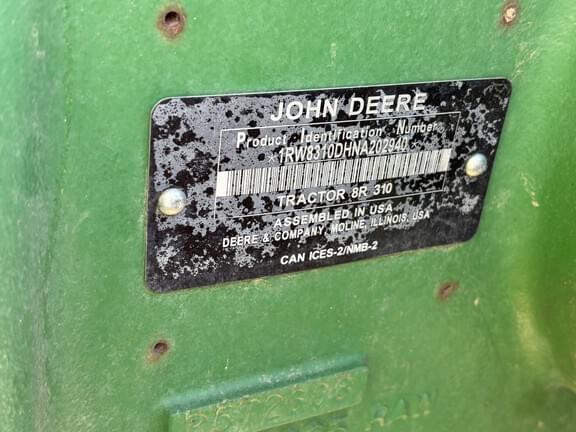 JOHN DEERE
Product Identification Number
*1RW8310DHNA202940*
TRACTOR 8R 310
ASSEMBLED IN USA
DEERE & COMPANY, MOLINE, ILLINOIS, USA
CAN ICES-2/NMB-2